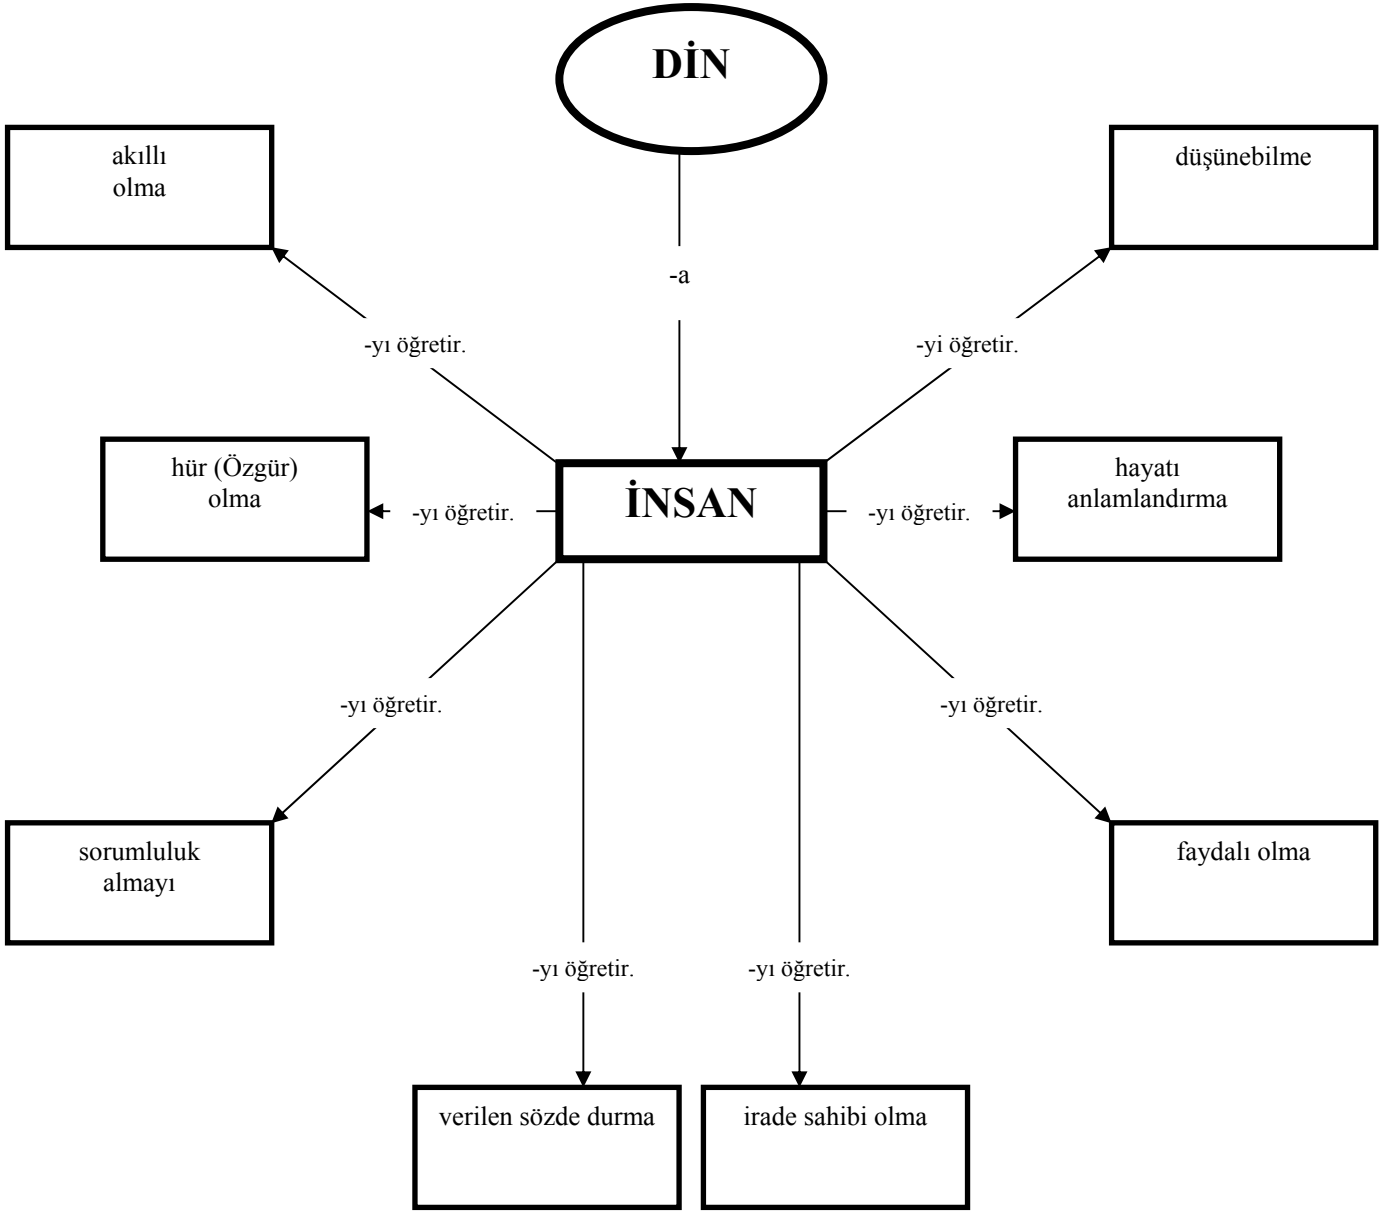 DİN
akıllı
olma
düşünebilme
-a
-yı öğretir.
-yi öğretir.
hür (Özgür)
olma
-yı öğretir.
İNSAN
-yı öğretir.
hayatı
anlamlandırma
-yı öğretir.
-yı öğretir.
sorumluluk
almayı
faydalı olma
-yı öğretir.
-yı öğretir.
verilen sözde durma
irade sahibi olma